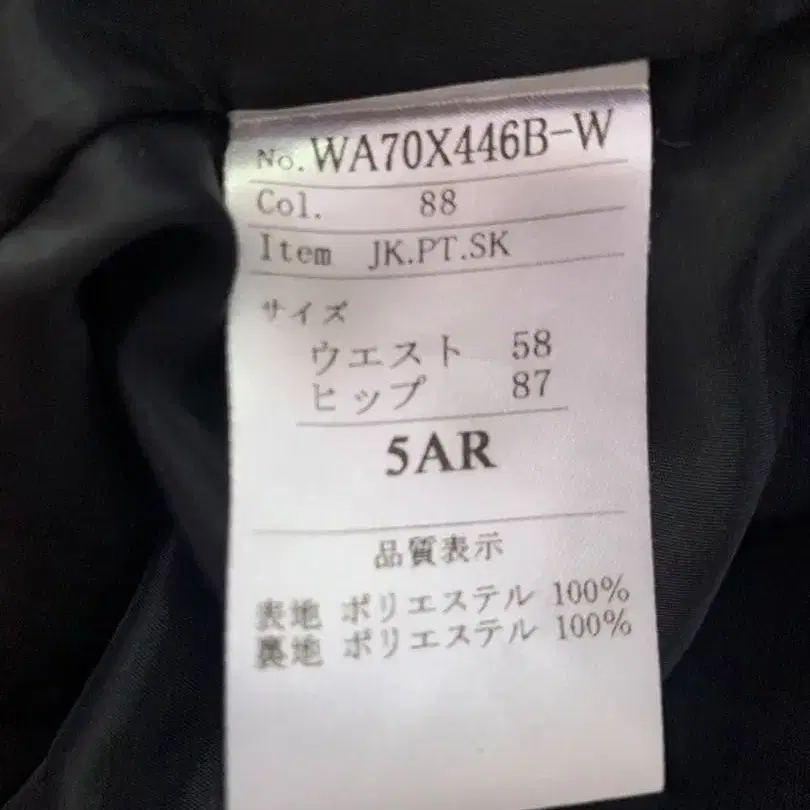 No. WA70X446B-W
Col. 88
Item JK.PT.SK
サイズ
ウエスト 58
ヒップ 87
5AR
品質表示
表地 ポリエステル 100%
裏地 ポリエステル 100%